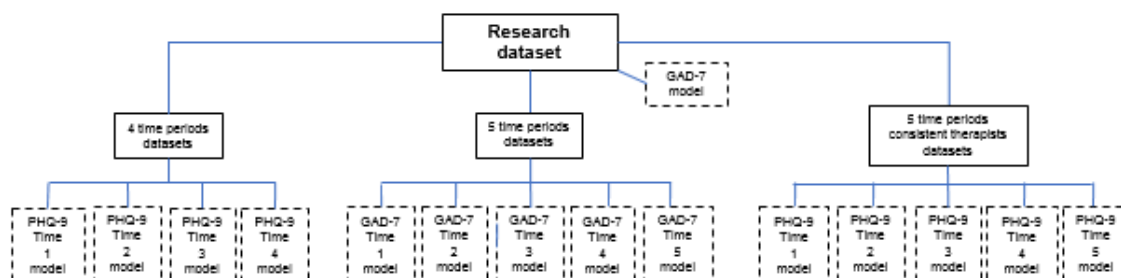 Research
dataset
GAD-7
model
4 time periods
datasets
5 time periods
datasets
5 time periods
consistent therapists
datasets
PHQ-9
Time
1
model
PHQ-9
Time
2
model
PHQ-9
Time
3
model
PHQ-9
Time
4
model
GAD-7
Time
1
model
GAD-7
Time
2
model
GAD-7
Time
3
model
GAD-7
Time
4
model
GAD-7
Time
5
model
PHQ-9
Time
1
model
PHQ-9
Time
2
model
PHQ-9
Time
3
model
PHQ-9
Time
4
model
PHQ-9
Time
5
model